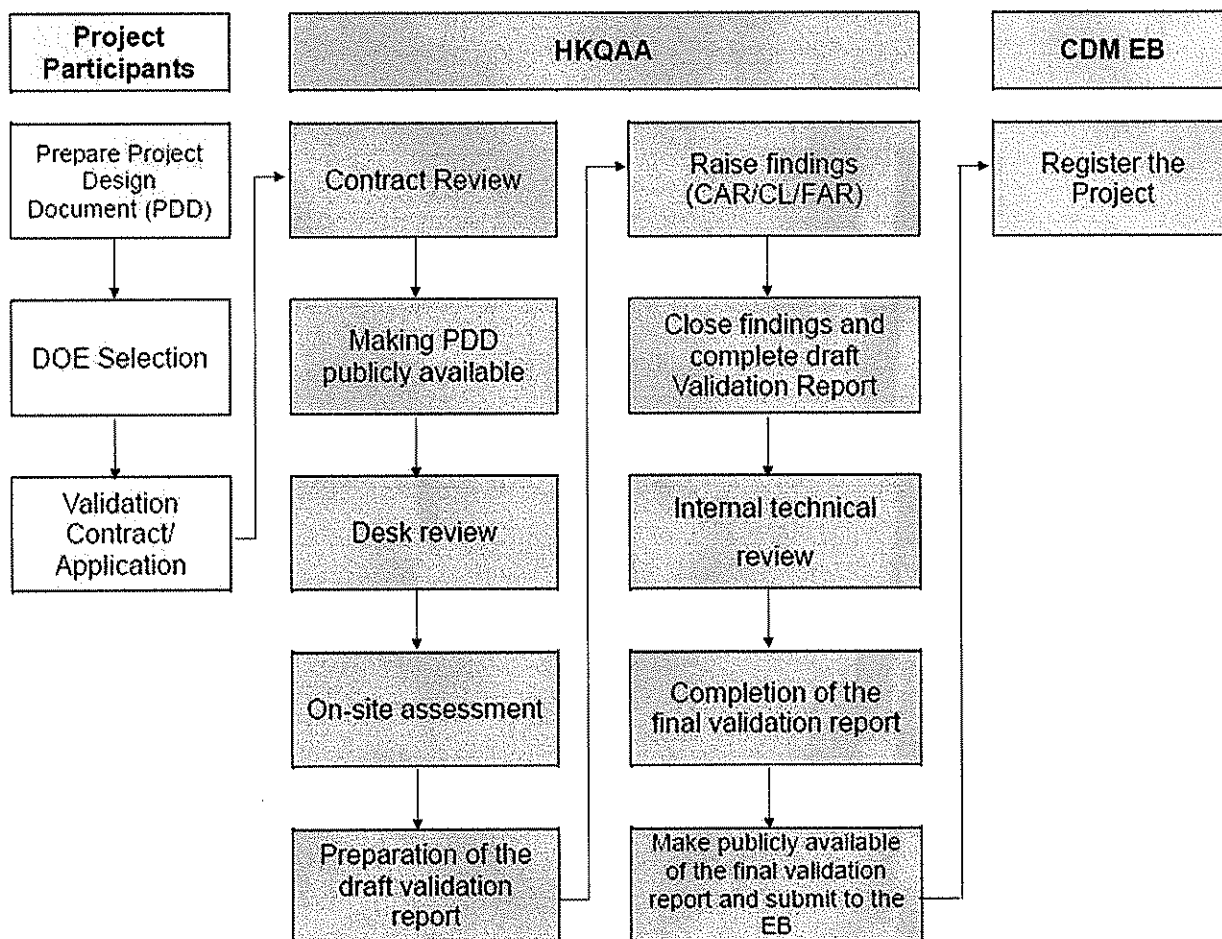 Project
Participants
HKQAA
CDM EB
Prepare Project
Design
Document (PDD)
DOE Selection
Validation
Contract/
Application
Contract Review
Making PDD
publicly available
Desk review
On-site assessment
Preparation of the
draft validation
report
Raise findings
(CAR/CL/FAR)
Close findings and
complete draft
Validation Report
Internal technical
review
Completion of the
final validation report
Make publicly available
of the final validation
report and submit to the
EB
Register the
Project